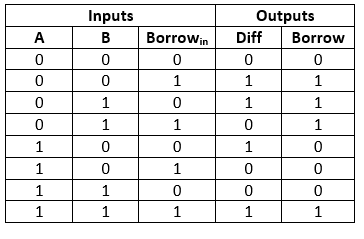 Inputs Outputs
A B Borrowin Diff Borrow
0 0 0 0 0
0 0 1 1 1
0 1 0 1 1
0 1 1 0 1
1 0 0 1 0
1 0 1 0 0
1 1 0 0 0
1 1 1 1 1